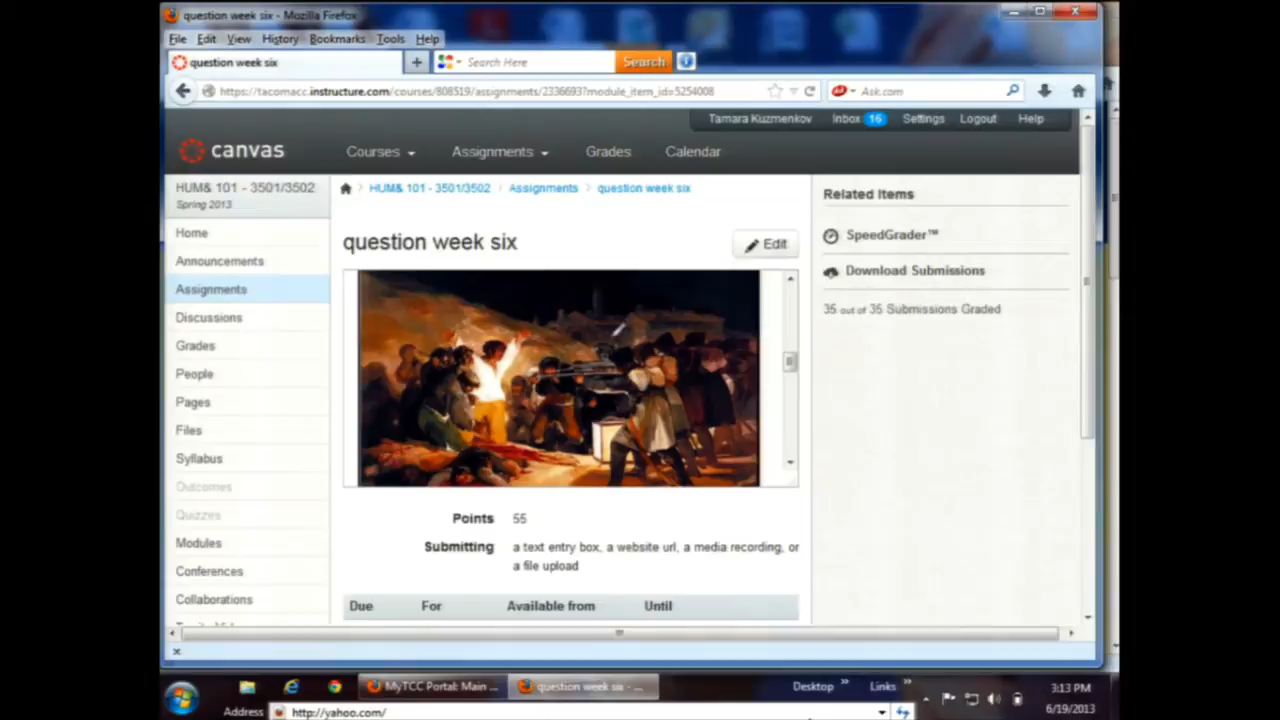 question week six - Mozilla Firefox
File Edit View History Bookmarks Tools Help
question week six
Search Here
Search
https://tacomacc.instructure.com/courses/808519/assignments/2336693?module_item_id=5254008
Ask.com
Tamara Kuzmenkov Inbox 16 Settings Logout Help
canvas
Courses Assignments Grades Calendar
HUM& 101 - 3501/3502
Spring 2013
Home
Announcements
Assignments
Discussions
Grades
People
Pages
Files
Syllabus
Outcomes
Quizzes
Modules
Conferences
Collaborations
HUM& 101 - 3501/3502 Assignments question week six
question week six
Edit
Points 55
Submitting a text entry box, a website url, a media recording, or
a file upload
Due For Available from Until
Related Items
SpeedGrader™
Download Submissions
35 out of 35 Submissions Graded
MyTCC Portal: Main ...
question week six - ...
Desktop
Links
3:13 PM
6/19/2013
Address http://yahoo.com/